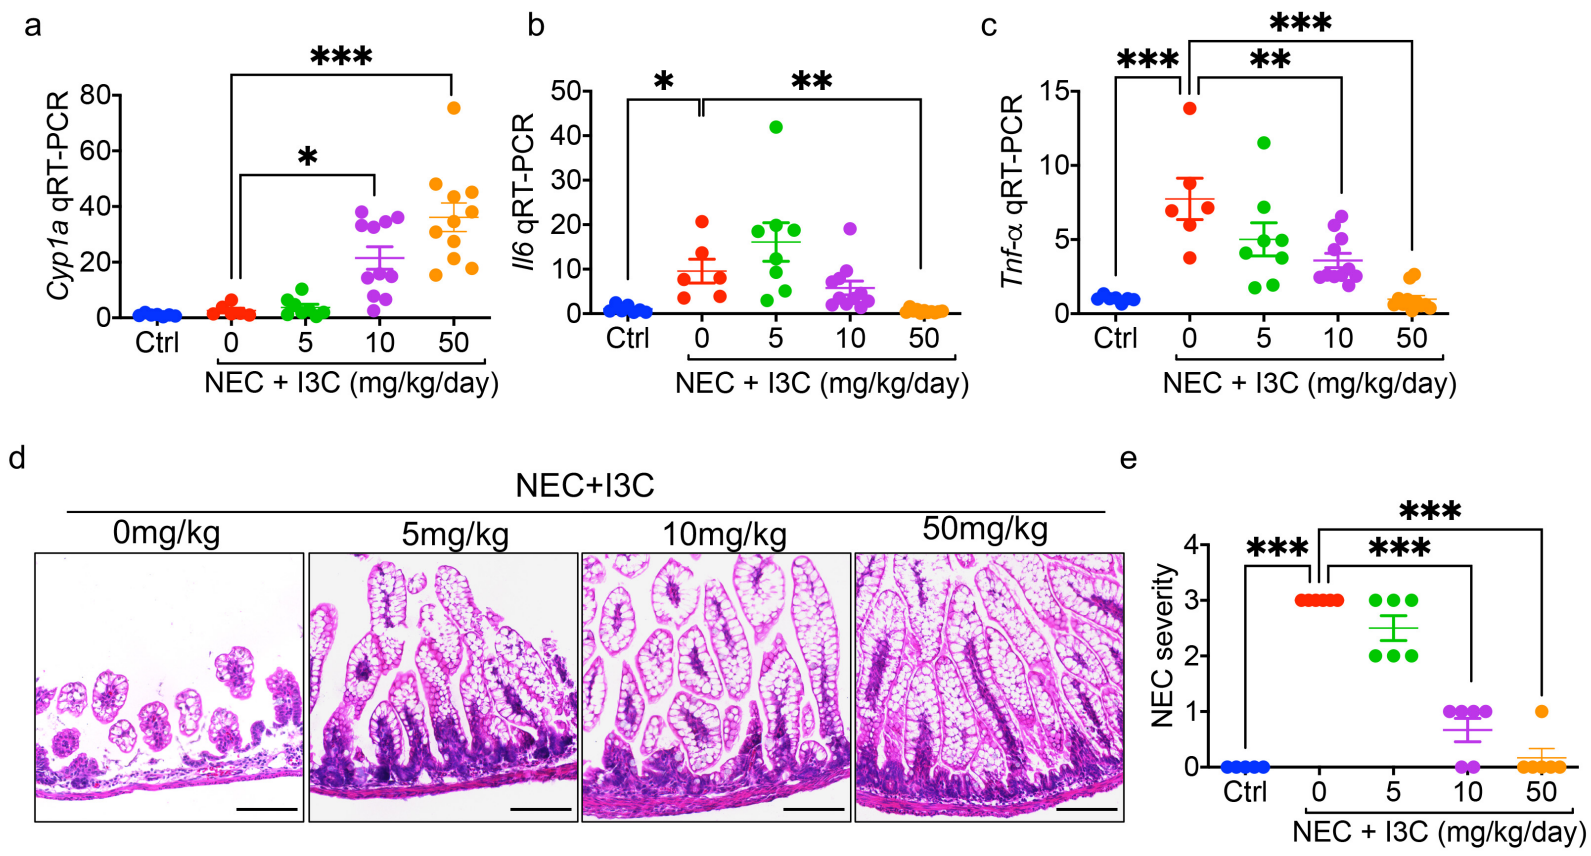 a
Cyp1a qRT-PCR
80
60
40
20
0
***
*
Ctrl 0 5 10 50
NEC + I3C (mg/kg/day)
b
Il6 qRT-PCR
50
40
30
20
10
0
* **
Ctrl 0 5 10 50
NEC + I3C (mg/kg/day)
c
Tnf-α qRT-PCR
15
10
5
0
***
*** **
Ctrl 0 5 10 50
NEC + I3C (mg/kg/day)
d
NEC+I3C
0mg/kg 5mg/kg 10mg/kg 50mg/kg
e
NEC severity
4
3
2
1
0
***
*** ***
Ctrl 0 5 10 50
NEC + I3C (mg/kg/day)